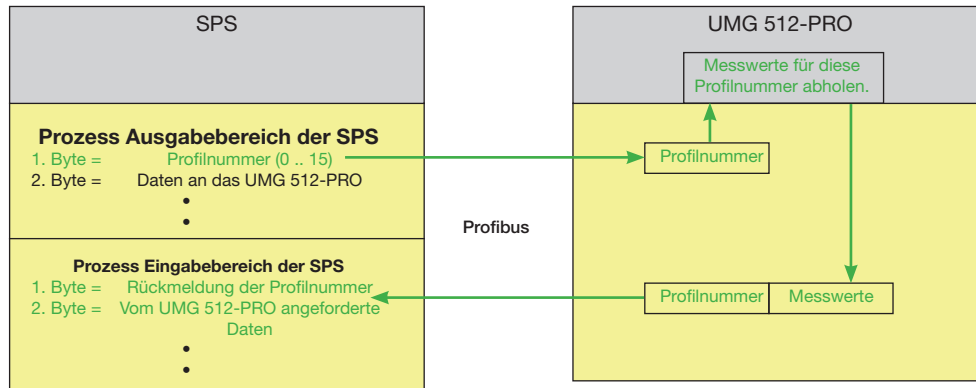 SPS
Prozess Ausgabebereich der SPS
1. Byte = Profilnummer (0 .. 15)
2. Byte = Daten an das UMG 512-PRO
•
•
Prozess Eingabebereich der SPS
1. Byte = Rückmeldung der Profilnummer
2. Byte = Vom UMG 512-PRO angeforderte
Daten
•
•
Profibus
UMG 512-PRO
Messwerte für diese
Profilnummer abholen.
Profilnummer
Profilnummer Messwerte